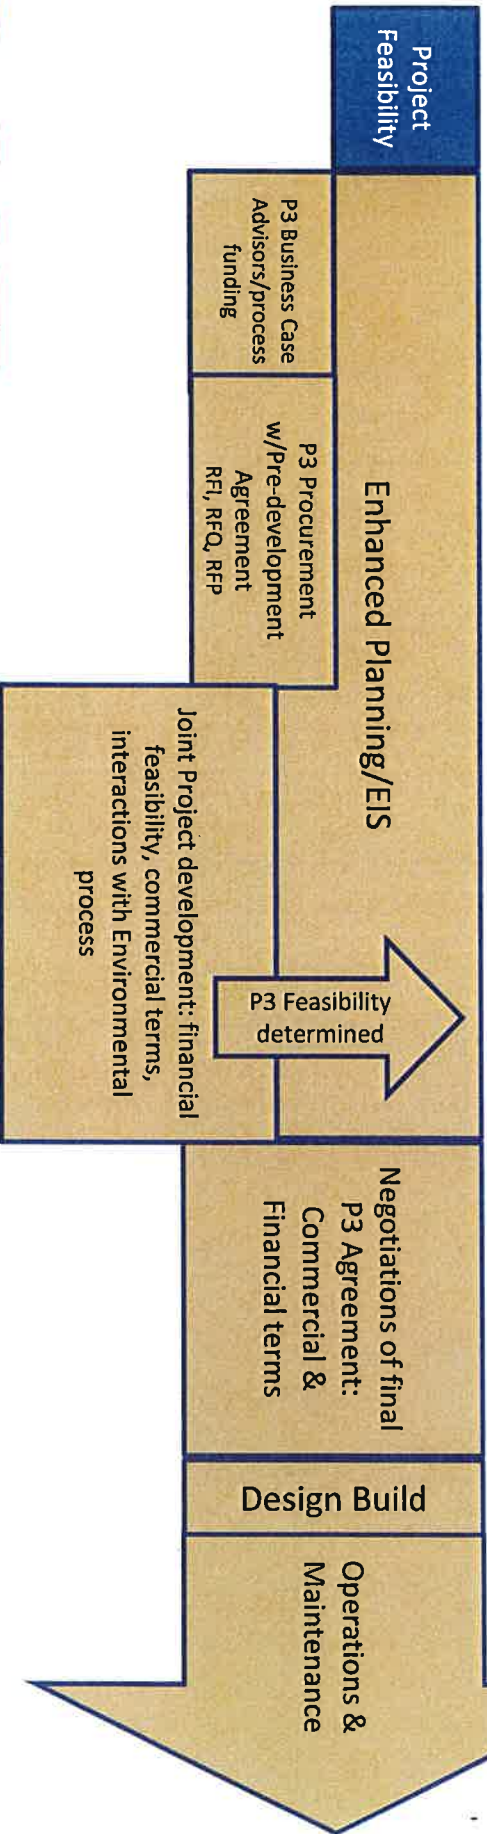 Project
Feasibility
Enhanced Planning/EIS
P3 Business Case
Advisors/process
funding
P3 Procurement
w/Pre-development
Agreement
RFI, RFQ, RFP
Joint Project development: financial
feasibility, commercial terms,
interactions with Environmental
process
P3 Feasibility
determined
Negotiations of final
P3 Agreement:
Commercial &
Financial terms
Design Build
Operations &
Maintenance